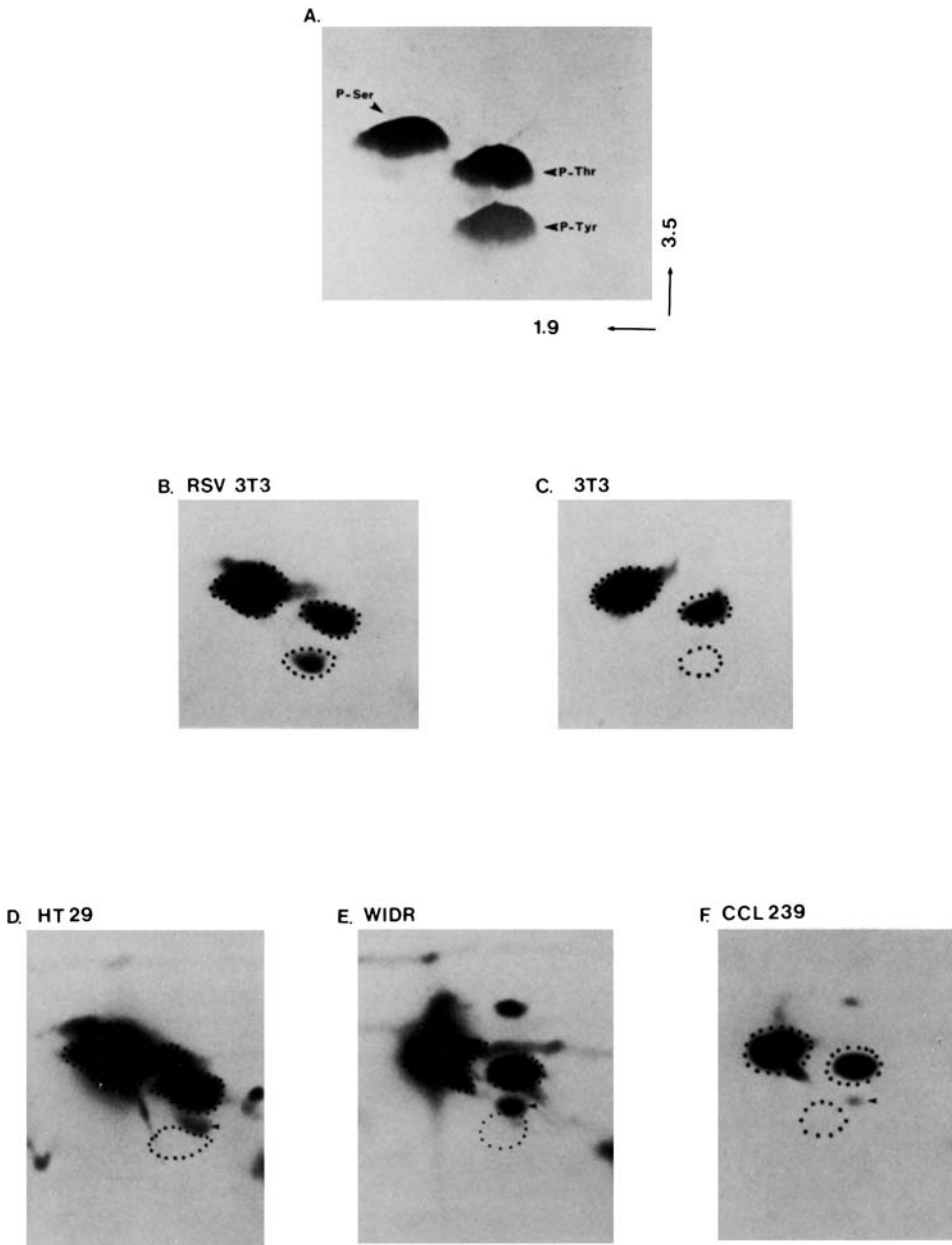 A.
P-Ser
P-Thr
P-Tyr
3.5
1.9
B. RSV 3T3
C. 3T3
D. HT 29
E. WIDR
F. CCL 239